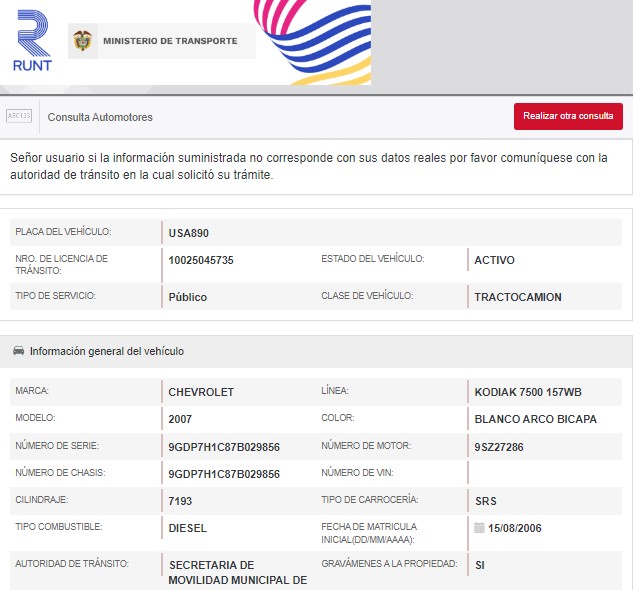 RUNT
MINISTERIO DE TRANSPORTE
ABC123
Consulta Automotores
Realizar otra consulta
Señor usuario si la información suministrada no corresponde con sus datos reales por favor comuníquese con la
autoridad de tránsito en la cual solicitó su trámite.
PLACA DEL VEHÍCULO: USA890
NRO. DE LICENCIA DE
TRÁNSITO: 10025045735 ESTADO DEL VEHÍCULO: ACTIVO
TIPO DE SERVICIO: Público CLASE DE VEHÍCULO: TRACTOCAMION
Información general del vehículo
MARCA: CHEVROLET LÍNEA: KODIAK 7500 157WB
MODELO: 2007 COLOR: BLANCO ARCO BICAPA
NÚMERO DE SERIE: 9GDP7H1C87B029856 NÚMERO DE MOTOR: 9SZ27286
NÚMERO DE CHASIS: 9GDP7H1C87B029856 NÚMERO DE VIN:
CILINDRAJE: 7193 TIPO DE CARROCERÍA: SRS
TIPO COMBUSTIBLE: DIESEL FECHA DE MATRICULA
INICIAL(DD/MM/AAAA): 15/08/2006
AUTORIDAD DE TRÁNSITO: SECRETARIA DE
MOVILIDAD MUNICIPAL DE
GRAVÁMENES A LA PROPIEDAD: SI